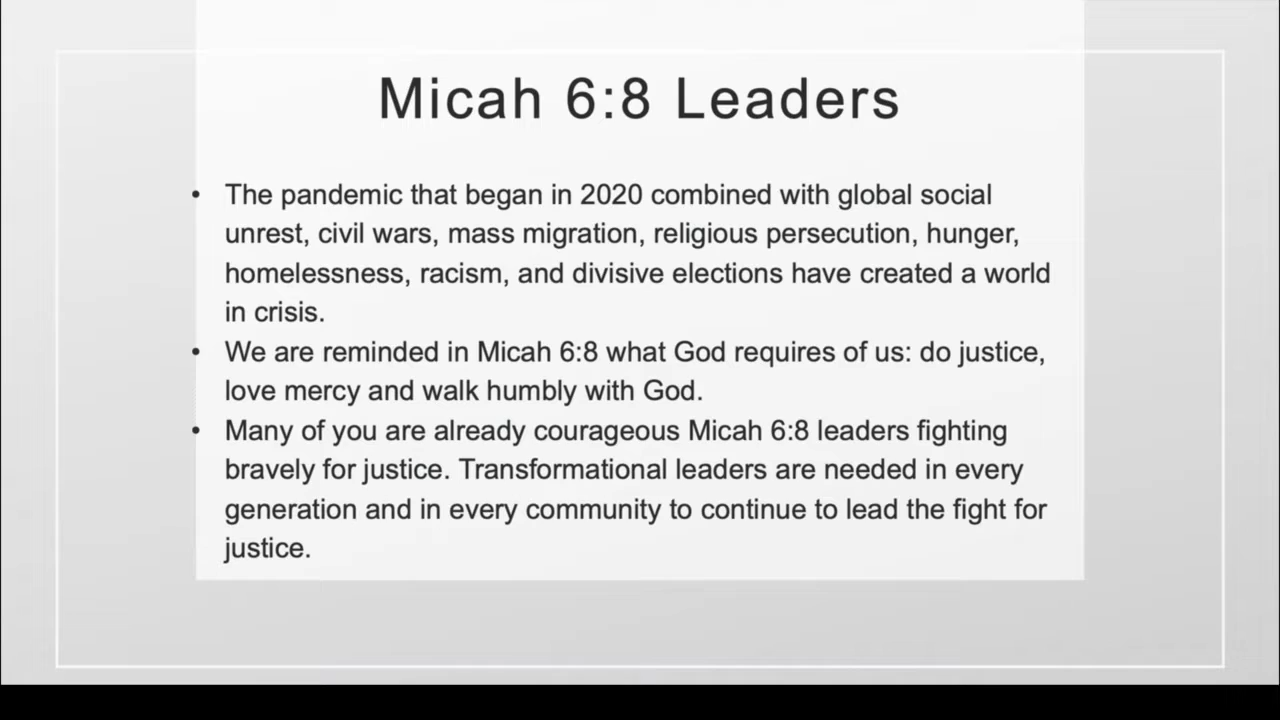 Micah 6:8 Leaders
• The pandemic that began in 2020 combined with global social
unrest, civil wars, mass migration, religious persecution, hunger,
homelessness, racism, and divisive elections have created a world
in crisis.
• We are reminded in Micah 6:8 what God requires of us: do justice,
love mercy and walk humbly with God.
• Many of you are already courageous Micah 6:8 leaders fighting
bravely for justice. Transformational leaders are needed in every
generation and in every community to continue to lead the fight for
justice.